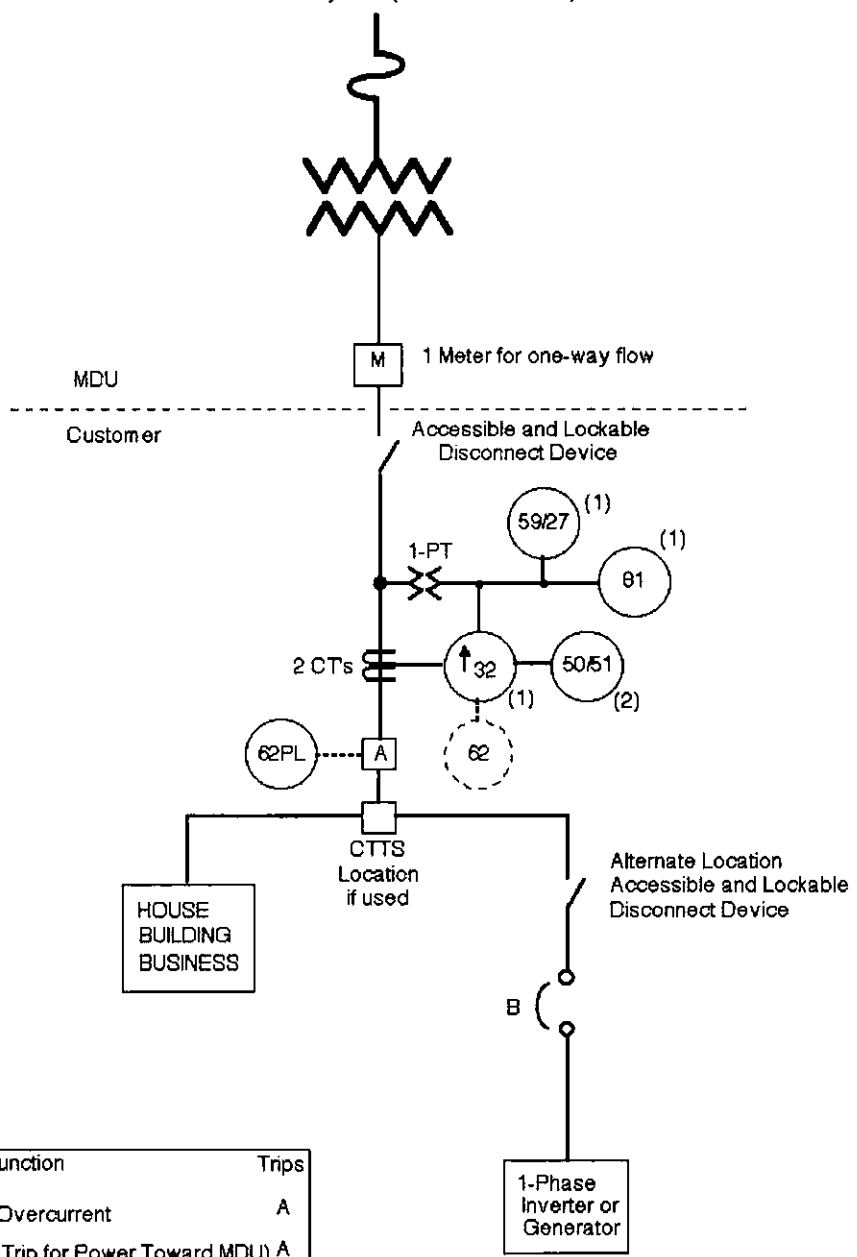 M
1 Meter for one-way flow
MDU
Customer
Accessible and Lockable
Disconnect Device
59/27
(1)
1-PT
(1)
81
2 CT's
32
(1)
50/51
(2)
62PL
A
62
CTTS
Location
if used
HOUSE
BUILDING
BUSINESS
Alternate Location
Accessible and Lockable
Disconnect Device
B
1-Phase
Inverter or
Generator
Trips
Overcurrent A
Trip for Power Toward MDU) A